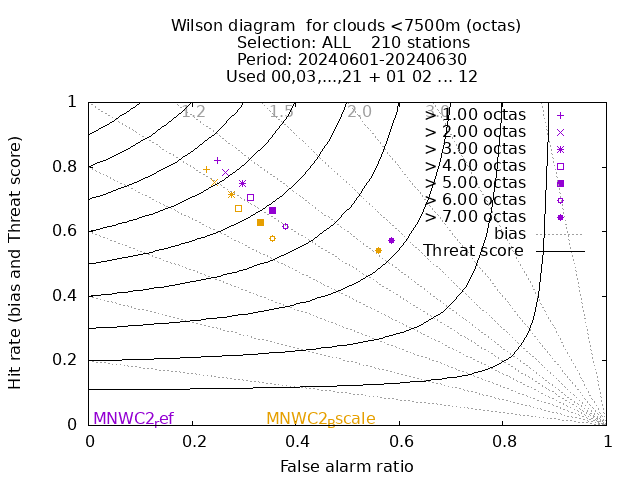 Wilson diagram  for clouds <7500m (octas)
Selection: ALL    210 stations
Period: 20240601-20240630
Used 00,03,...,21 + 01 02 ... 12
1.2 1.5 2.0 3.0
> 1.00 octas
> 2.00 octas
> 3.00 octas
> 4.00 octas
> 5.00 octas
> 6.00 octas
> 7.00 octas
bias
Threat score
1
0.8
0.6
0.4
0.2
0
Hit rate (bias and Threat score)
MNWC2ref MNWC2Bscale
0 0.2 0.4 0.6 0.8 1
False alarm ratio